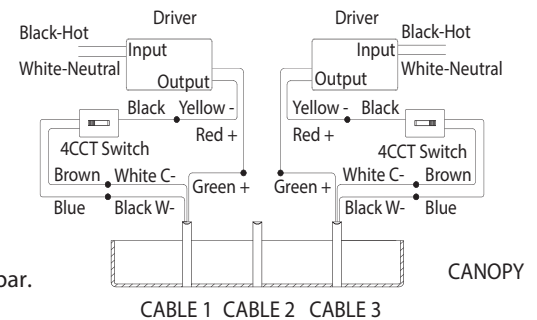 Driver Driver
Black-Hot Black-Hot
Input Input
White-Neutral White-Neutral
Output Output
Black Yellow - Yellow - Black
Red + Red +
4CCT Switch 4CCT Switch
Brown White C- Green + Green + White C- Brown
Blue Black W- Black W- Blue
bar.
CANOPY
CABLE 1 CABLE 2 CABLE 3